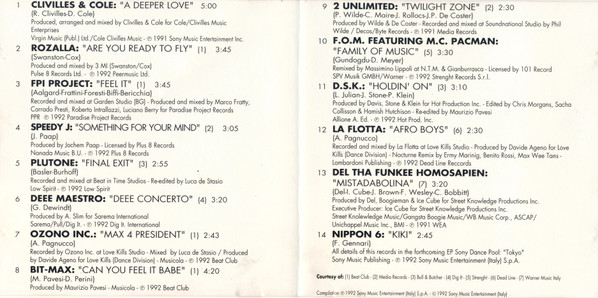 1 CLIVILLES & COLE: "A DEEPER LOVE" 5:00
(R. Clivilles-D. Cole)
Produced, arranged and mixed by Clivilles & Cole for Cole/Clivilles Music
Enterprises
Virgin Music (Publ.) Ltd./Cole Clivilles Music - ℗ 1991 Sony Music Entertainment Inc.
2 ROZALLA: "ARE YOU READY TO FLY" (1) 3:45
(Swanston-Cox)
Produced and mixed by 3 MI (Swanston/Cox)
Pulse 8 Records Ltd. - ℗ 1992 Peermusic Ltd.
3 FPI PROJECT: "FEEL IT" (1) 3:45
(Aalgard-Frattini-Foresti-Biffi-Bericchia)
Recorded and mixed at Garden Studio (BG) - Produced and mixed by Marco Fratty,
Corrado Presti, Roberto Intrallazzi, Luciano Berry for Paradise Project Records
PPR ℗ 1992 Paradise Project Records
4 SPEEDY J: "SOMETHING FOR YOUR MIND" (2) 3:05
(J. Paap)
Produced by Jochem Paap - Licensed by Plus 8 Records
Nanada Music B.U. - ℗ 1992 Plus 8 Records
5 PLUTONE: "FINAL EXIT" (3) 2:55
(Basler-Burhoff)
Recorded and mixed at Beat in Time Studios - Re-edited by Luca de Stasio
Low Spirit - ℗ 1992 Low Spirit
6 DEEE MAESTRO: "DEEE CONCERTO" (4) 3:20
(G. Dewindt)
Produced by A. Slim for Sarema International
Sarema/Pull/Dig It - ℗ 1992 Dig It International
7 OZONO INC.: "MAX 4 PRESIDENT" (1) 2:43
(A. Pagnucco)
Recorded by Ozono Inc. at Love Kills Studio - Mixed by Luca de Stasio / Produced
by Davide Ageno for Love Kills (Dance Division) - Musicola - ℗ 1992 Beat Club
8 BIT-MAX: "CAN YOU FEEL IT BABE" (1) 4:20
(M. Pavesi-D. Perini)
Produced by Maurizio Pavesi - Musicola - ℗ 1992 Beat Club
9 2 UNLIMITED: "TWILIGHT ZONE" (2) 2:30
(P. Wilde-C. Maire-J. Rollocs-J.P. De Coster)
Produced by Wilde & De Coster - Recorded and mixed at Soundnational Studio by Phil
Wilde / Decos/Byte Records - ℗ 1991 Media Records
10 F.O.M. FEATURING M.C. PACMAN:
"FAMILY OF MUSIC" (5) 3:30
(Gundogdu-D. Meyer)
Remixed by Massimino Lippoli at N.T.M. & Gianburrasca - Licensed by 101 Record
SPV Musik GMBH/Warner - ℗ 1992 Strenght Records S.r.l.
11 D.S.K.: "HOLDIN' ON" (3) 3:10
(L. Julian-J. Stone-P. Klein)
Produced by Davis, Stone & Klein for Hot Production Inc. - Edited by Chris Morgans, Sacha
Collisson & Hamish Hutchison - Re-edited by Maurizio Pavesi
Allione A. Ed. - ℗ 1992 Hot Prod. Inc.
12 LA FLOTTA: "AFRO BOYS" (6) 2:30
(A. Pagnucco)
Recorded and mixed by La Flotta at Love Kills Studio - Produced by Davide Ageno for Love
Kills (Dance Division) - Nocturne Remix by Enny Marinig, Benito Rossi, Max Wee Tans -
Lombardoni Publishing - ℗ 1992 Dead Line Reccords
13 DEL THA FUNKEE HOMOSAPIEN:
"MISTADABOLINA" (7) 3:20
(Del-I. Cube-J. Brown-F. Wesley-C. Bobbitt)
Produced by Del, Boogieman & Ice Cube for Street Knowledge Productions Inc.
Executive Producer: Ice Cube for Street Knowledge Productions Inc.
Street Knolwledge Music/Gangsta Boogie Music/WB Music Corp., ASCAP/
Unichappel Music Inc., BMI - ℗ 1991 WEA
14 NIPPON 6: "KIKI" 2:45
(F. Gennari)
All details of this records in the forthcoming EP Sony Dance Pool: "Tokyo"
Sony Music Publishing - ℗ 1992 Sony Music Entertainment (Italy) S.p.A.
Courtesy of: (1) Beat Club - (2) Media Records - (3) Bull & Butcher - (4) Dig It - (5) Strenght - (6) Dead Line - (7) Warner Music Italy
Compilation ℗ 1992 Sony Music Entertainment (Italy) S.p.A. - © 1992 Sony Music Entertainment (Italy) S.p.A.